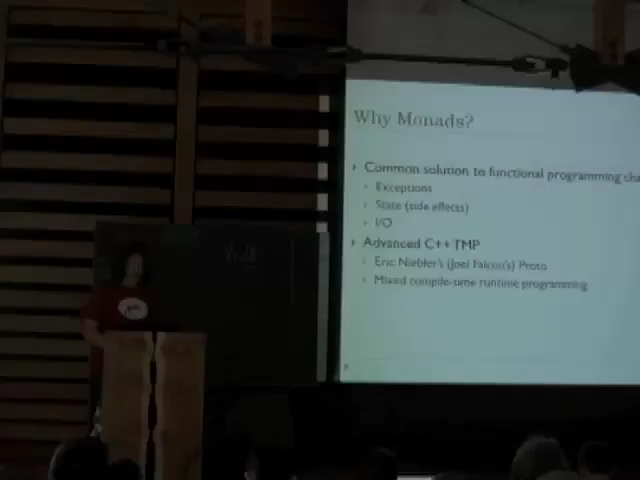 Why Monads?
Common solution to functional programming cha
Exceptions
State (side effects)
I/O
Advanced C++ TMP
Eric Niebler's (Joel Falcou's) Proto
Mixed compile-time runtime programming